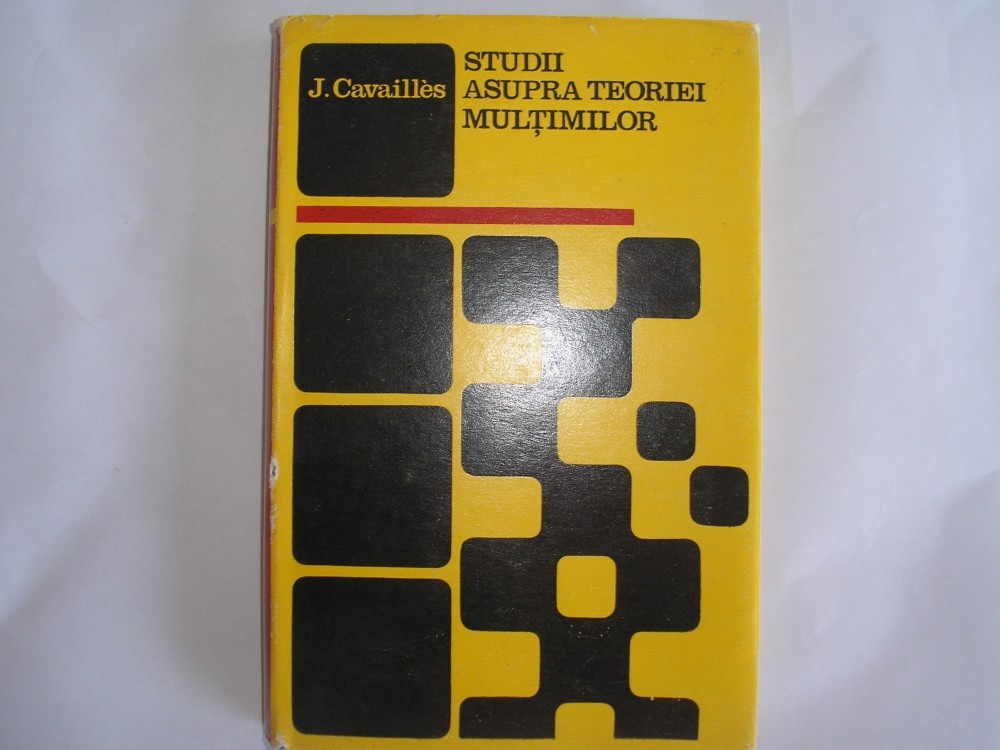 J. Cavaillès
STUDII
ASUPRA TEORIEI
MULȚIMILOR